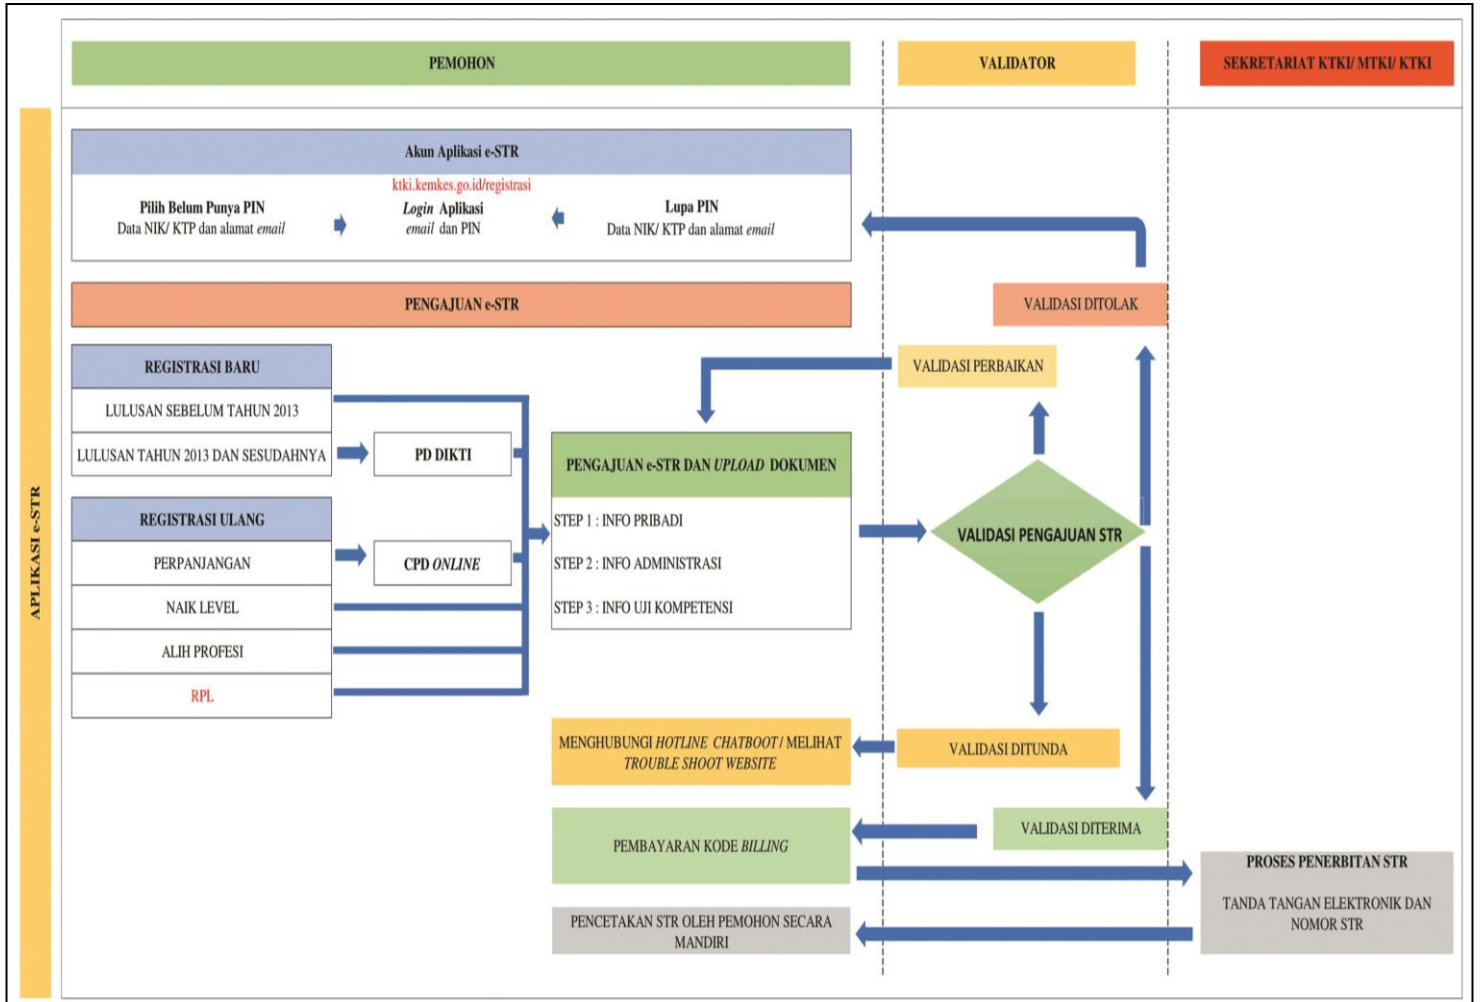 PEMOHON
VALIDATOR
SEKRETARIAT KTKI/ MTKI/ KTKI
APLIKASI e-STR
Akun Aplikasi e-STR
ktki.kemkes.go.id/registrasi
Pilih Belum Punya PIN
Data NIK/ KTP dan alamat email
Login Aplikasi
email dan PIN
Lupa PIN
Data NIK/ KTP dan alamat email
PENGAJUAN e-STR
VALIDASI DITOLAK
REGISTRASI BARU
LULUSAN SEBELUM TAHUN 2013
LULUSAN TAHUN 2013 DAN SESUDAHNYA
PD DIKTI
REGISTRASI ULANG
PERPANJANGAN
NAIK LEVEL
ALIH PROFESI
RPL
CPD ONLINE
VALIDASI PERBAIKAN
PENGAJUAN e-STR DAN UPLOAD DOKUMEN
STEP 1 : INFO PRIBADI
STEP 2 : INFO ADMINISTRASI
STEP 3 : INFO UJI KOMPETENSI
VALIDASI PENGAJUAN STR
MENGHUBUNGI HOTLINE CHATBOOT / MELIHAT
TROUBLE SHOOT WEBSITE
VALIDASI DITUNDA
PEMBAYARAN KODE BILLING
VALIDASI DITERIMA
PROSES PENERBITAN STR
TANDA TANGAN ELEKTRONIK DAN
NOMOR STR
PENCETAKAN STR OLEH PEMOHON SECARA
MANDIRI